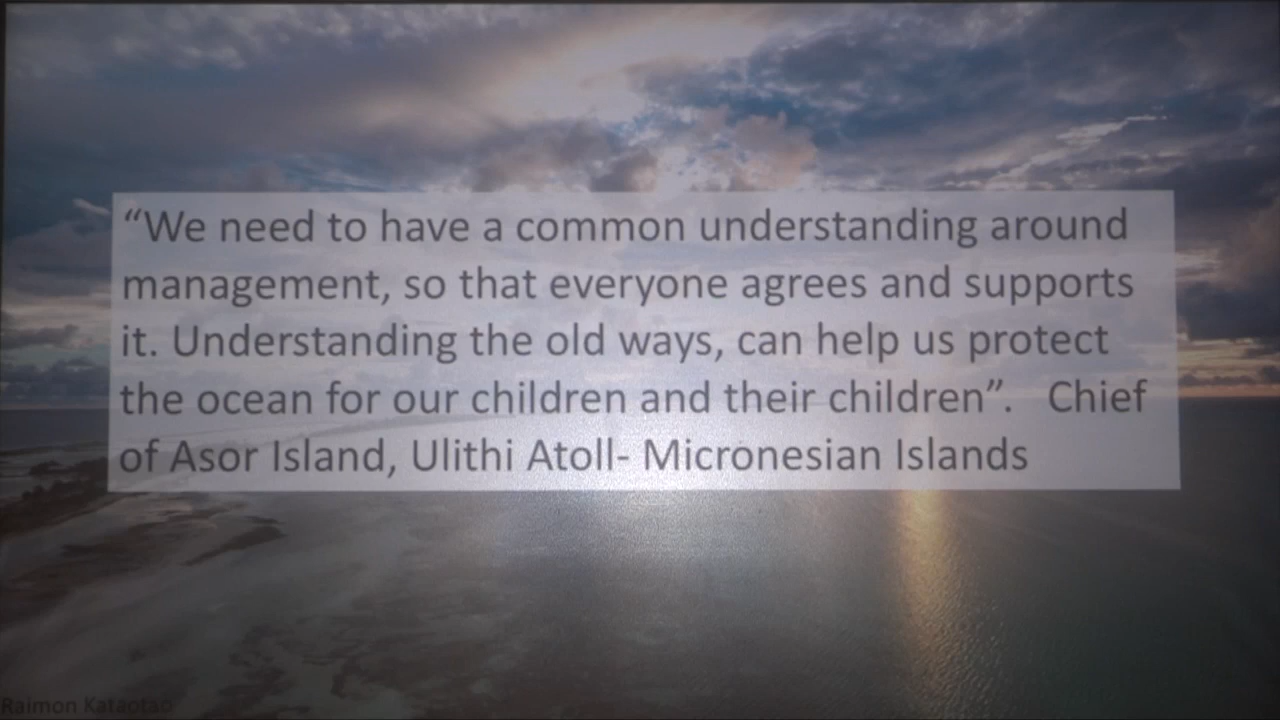 “We need to have a common understanding around
management, so that everyone agrees and supports
it. Understanding the old ways, can help us protect
the ocean for our children and their children”.   Chief
of Asor Island, Ulithi Atoll- Micronesian Islands
Raimon Kataotao